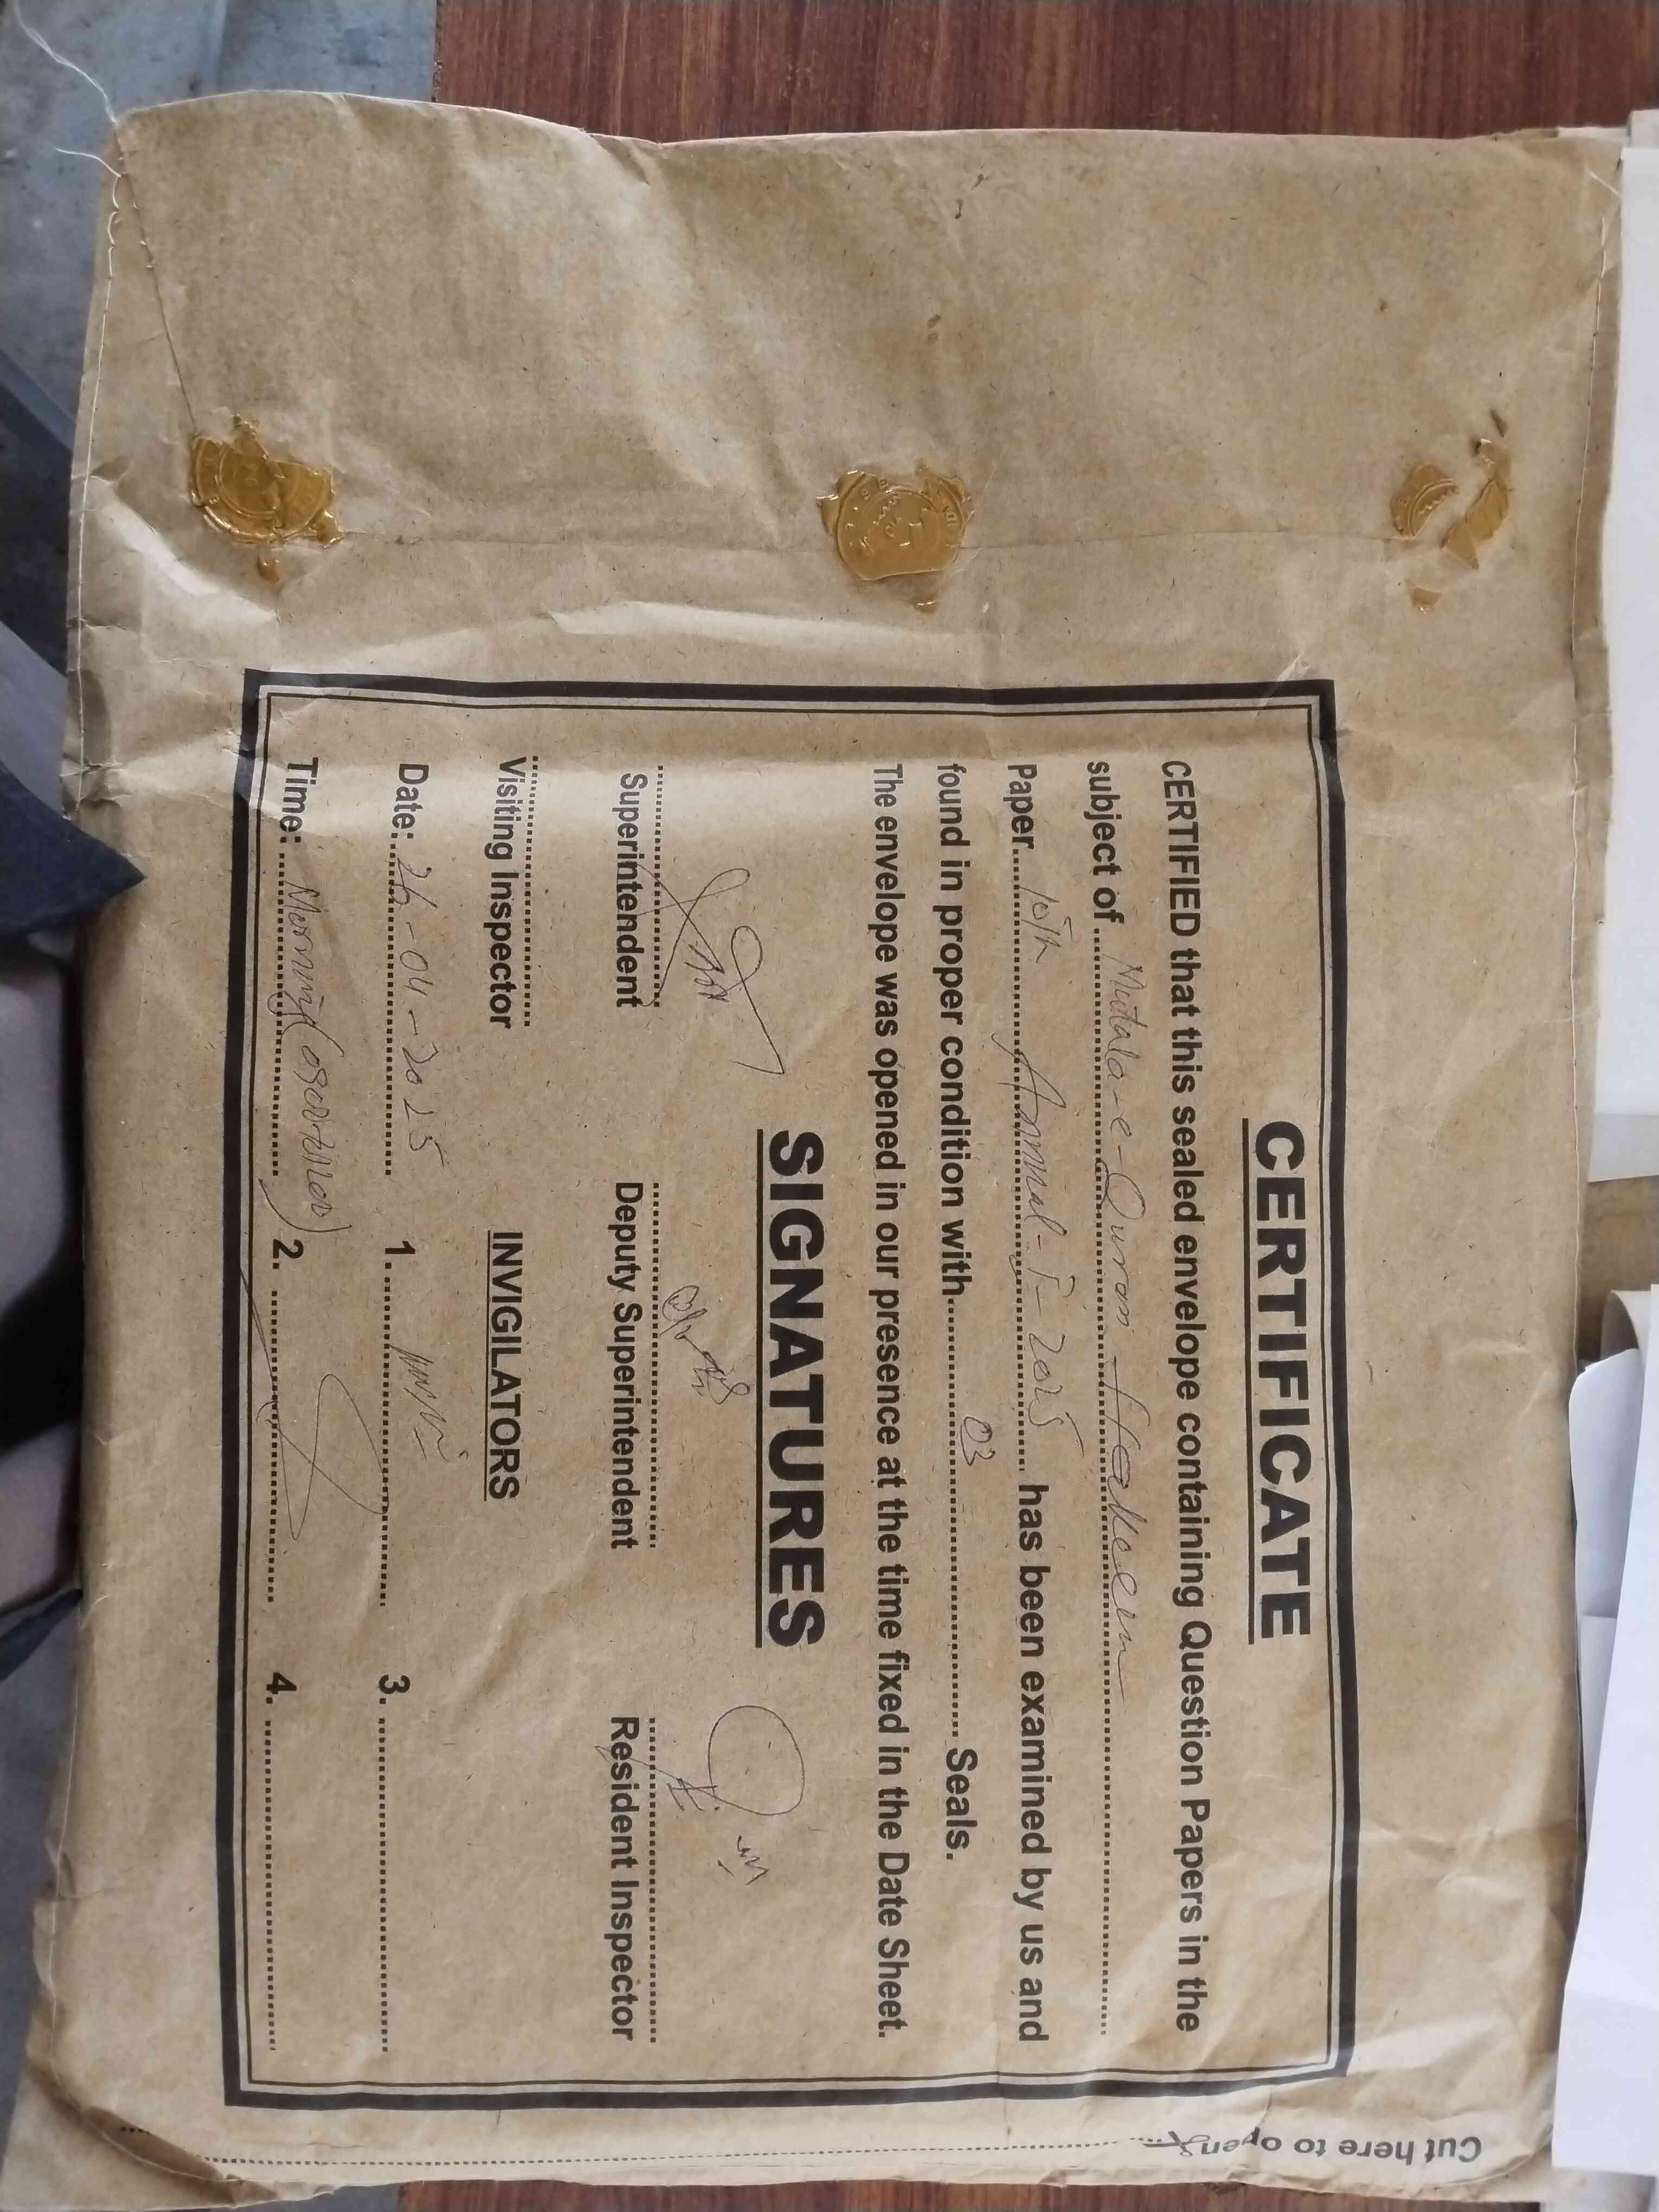 CERTIFICATE
CERTIFIED that this sealed envelope containing Question Papers in the
subject of Mutala-e-Quran Hakeem
Paper 10th Annual-I-2025 has been examined by us and
found in proper condition with 03 Seals.
The envelope was opened in our presence at the time fixed in the Date Sheet.
SIGNATURES
Superintendent Deputy Superintendent Resident Inspector
Visiting Inspector INVIGILATORS
Date: 26-04-2025 1. 3.
Time: Morning 2. 4.
Cut here to open